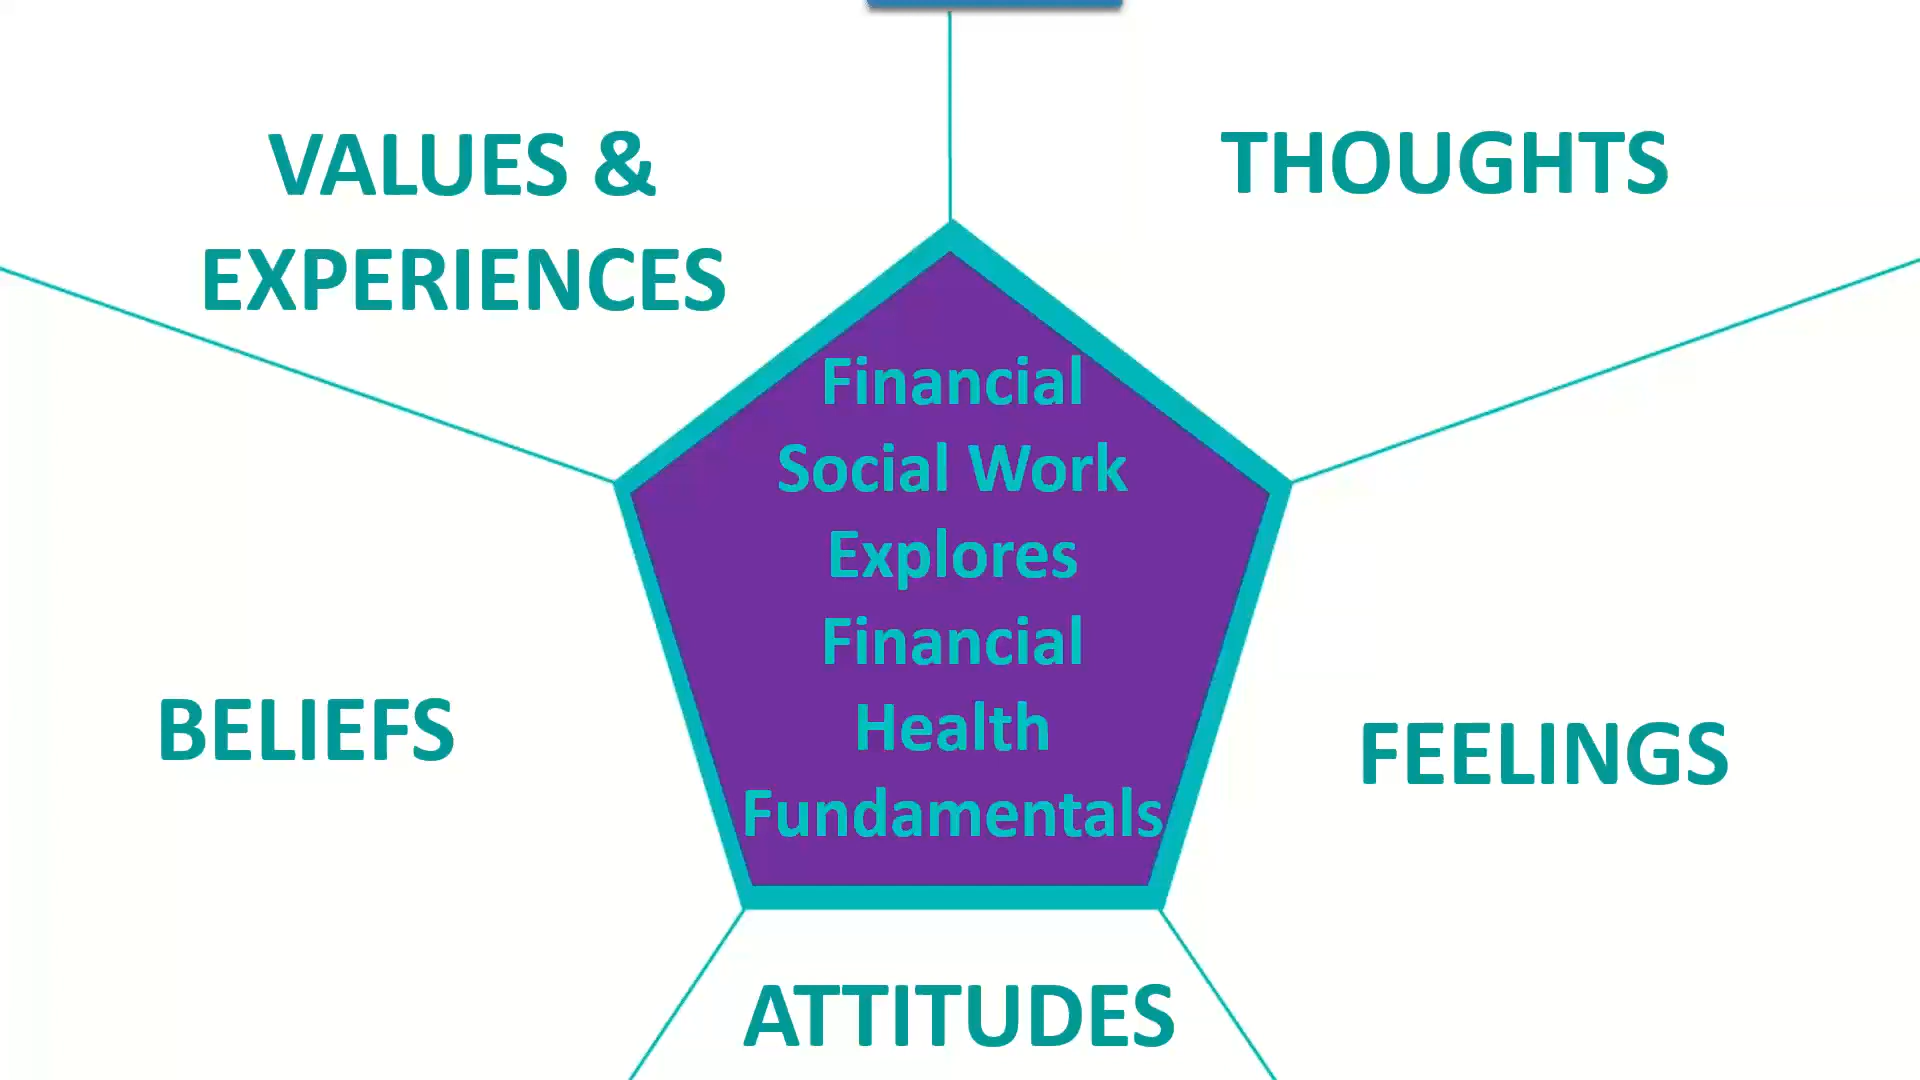 VALUES &
EXPERIENCES
THOUGHTS
Financial
Social Work
Explores
Financial
Health
Fundamentals
BELIEFS
FEELINGS
ATTITUDES